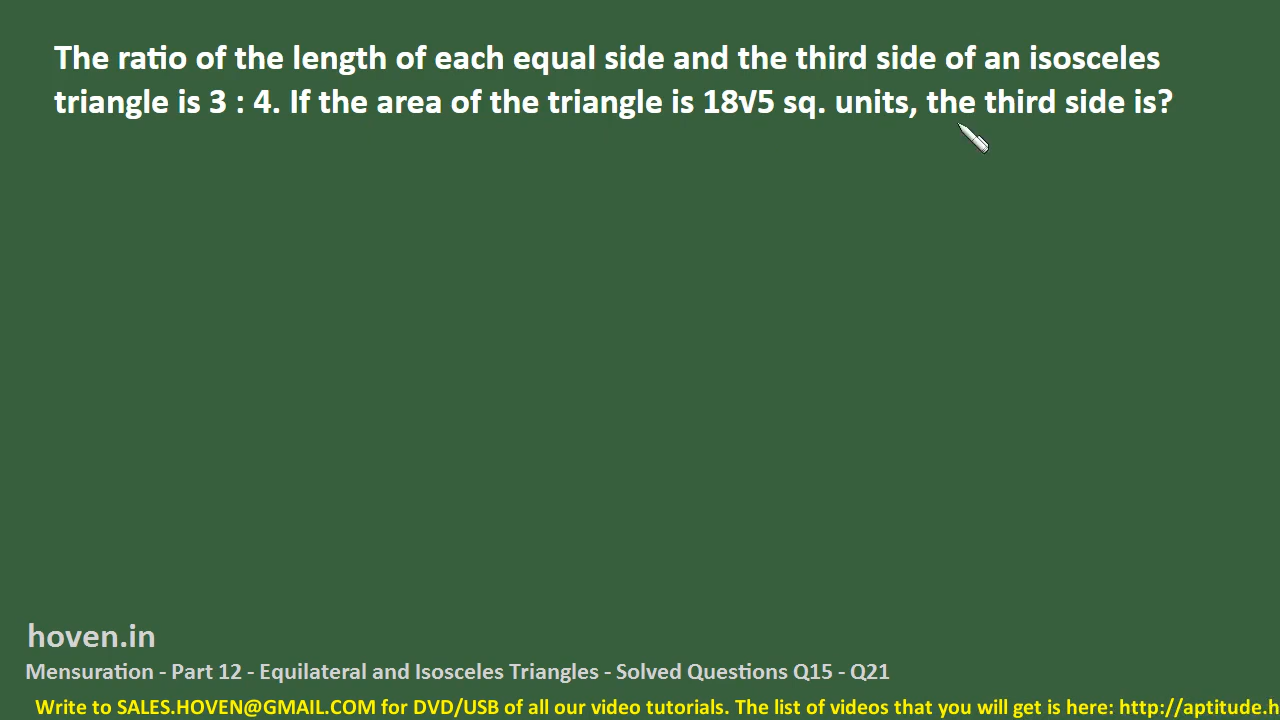 The ratio of the length of each equal side and the third side of an isosceles
triangle is 3 : 4. If the area of the triangle is 18√5 sq. units, the third side is?
hoven.in
Mensuration - Part 12 - Equilateral and Isosceles Triangles - Solved Questions Q15 - Q21
Write to SALES.HOVEN@GMAIL.COM for DVD/USB of all our video tutorials. The list of videos that you will get is here: http://aptitude.h